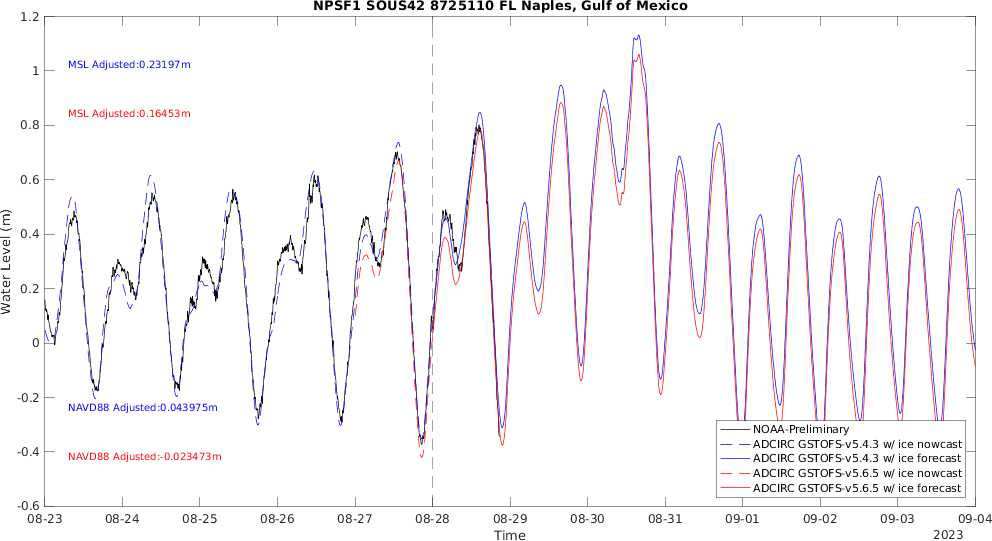 NPSF1 SOUS42 8725110 FL Naples, Gulf of Mexico
1.2
1
0.8
0.6
0.4
0.2
0
-0.2
-0.4
-0.6
Water Level (m)
MSL Adjusted:0.23197m
MSL Adjusted:0.16453m
NAVD88 Adjusted:0.043975m
NAVD88 Adjusted:-0.023473m
NOAA-Preliminary
ADCIRC GSTOFS-v5.4.3 w/ ice nowcast
ADCIRC GSTOFS-v5.4.3 w/ ice forecast
ADCIRC GSTOFS-v5.6.5 w/ ice nowcast
ADCIRC GSTOFS-v5.6.5 w/ ice forecast
08-23 08-24 08-25 08-26 08-27 08-28 08-29 08-30 08-31 09-01 09-02 09-03 09-04
Time
2023